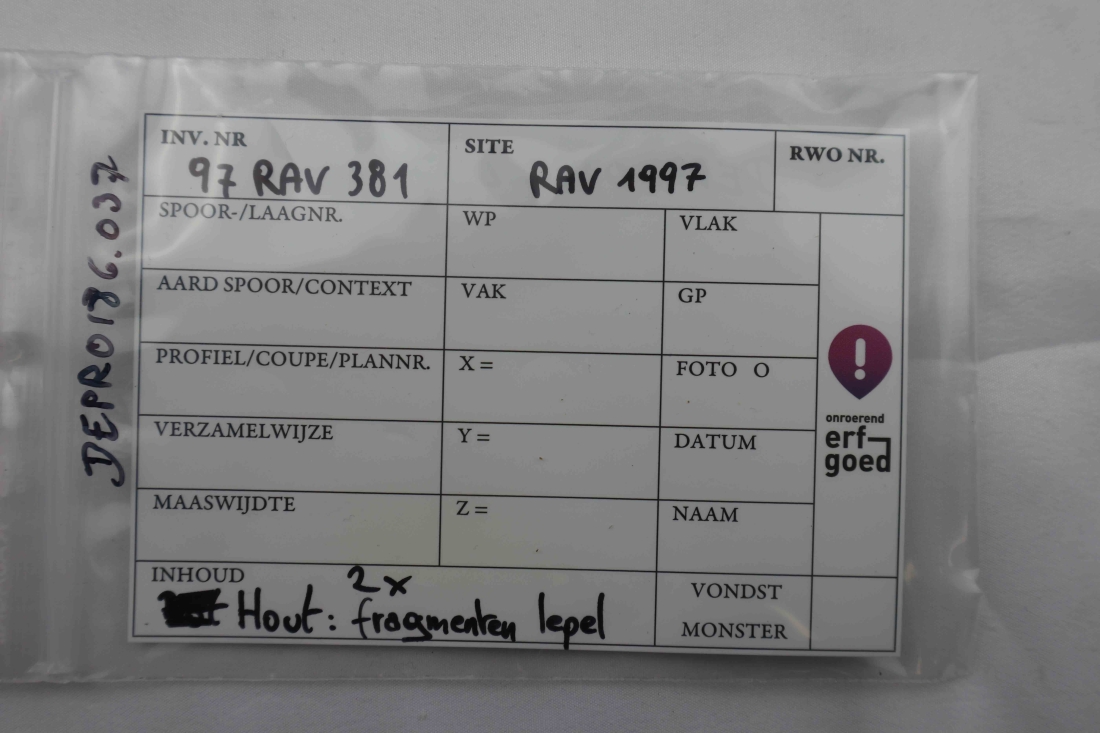 DEPRO186.037
INV. NR
97 RAV 381
SITE
RAV 1997
RWO NR.
SPOOR-/LAAGNR.
WP
VLAK
AARD SPOOR/CONTEXT
VAK
GP
PROFIEL/COUPE/PLANNR.
X =
FOTO O
VERZAMELWIJZE
Y =
DATUM
MAASWIJDTE
Z =
NAAM
onroerend
erf
goed
INHOUD
2x
Hout: fragmenten lepel
VONDST
MONSTER